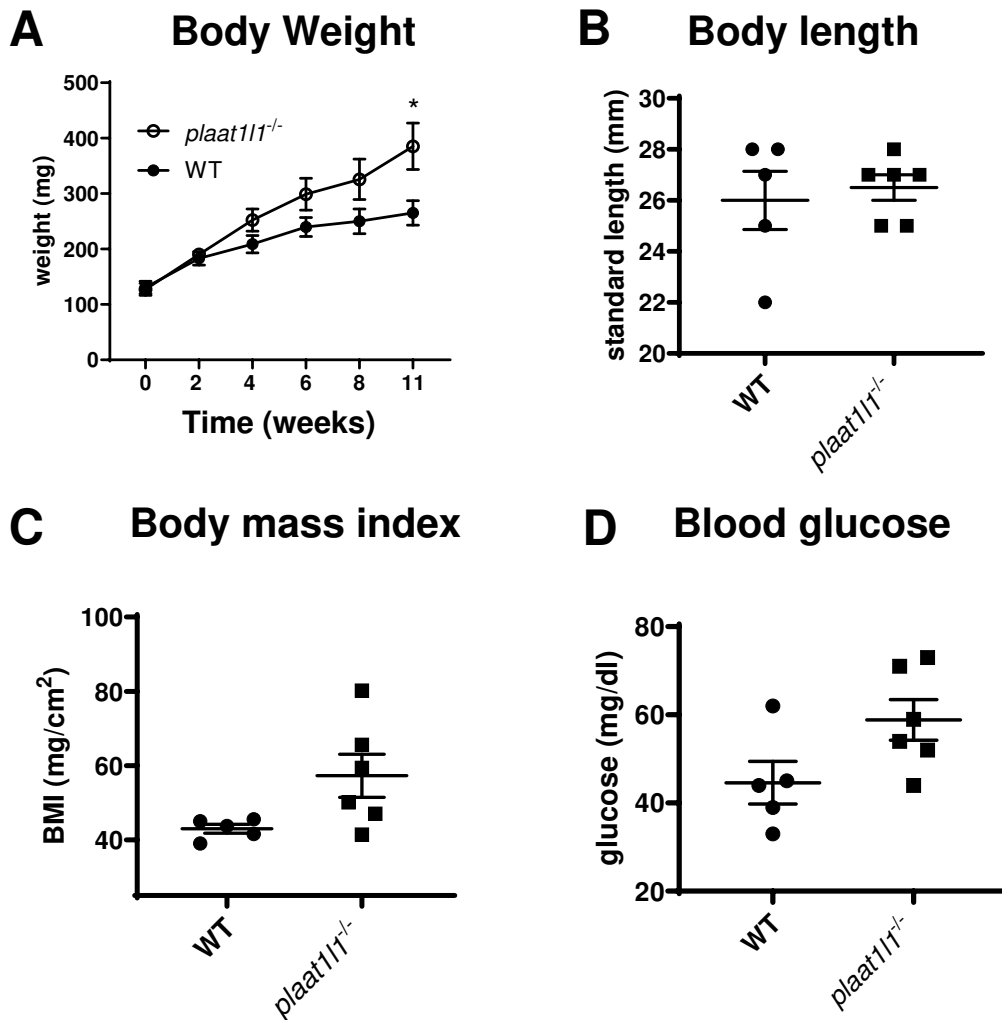 A Body Weight
500
400
300
200
100
0
weight (mg)
*
plaat1l1-/-
WT
0 2 4 6 8 11
Time (weeks)
B Body length
30
28
26
24
22
20
standard length (mm)
WT
plaat1l1-/-
C Body mass index
100
80
60
40
BMI (mg/cm²)
WT
plaat1l1-/-
D Blood glucose
80
60
40
20
glucose (mg/dl)
WT
plaat1l1-/-